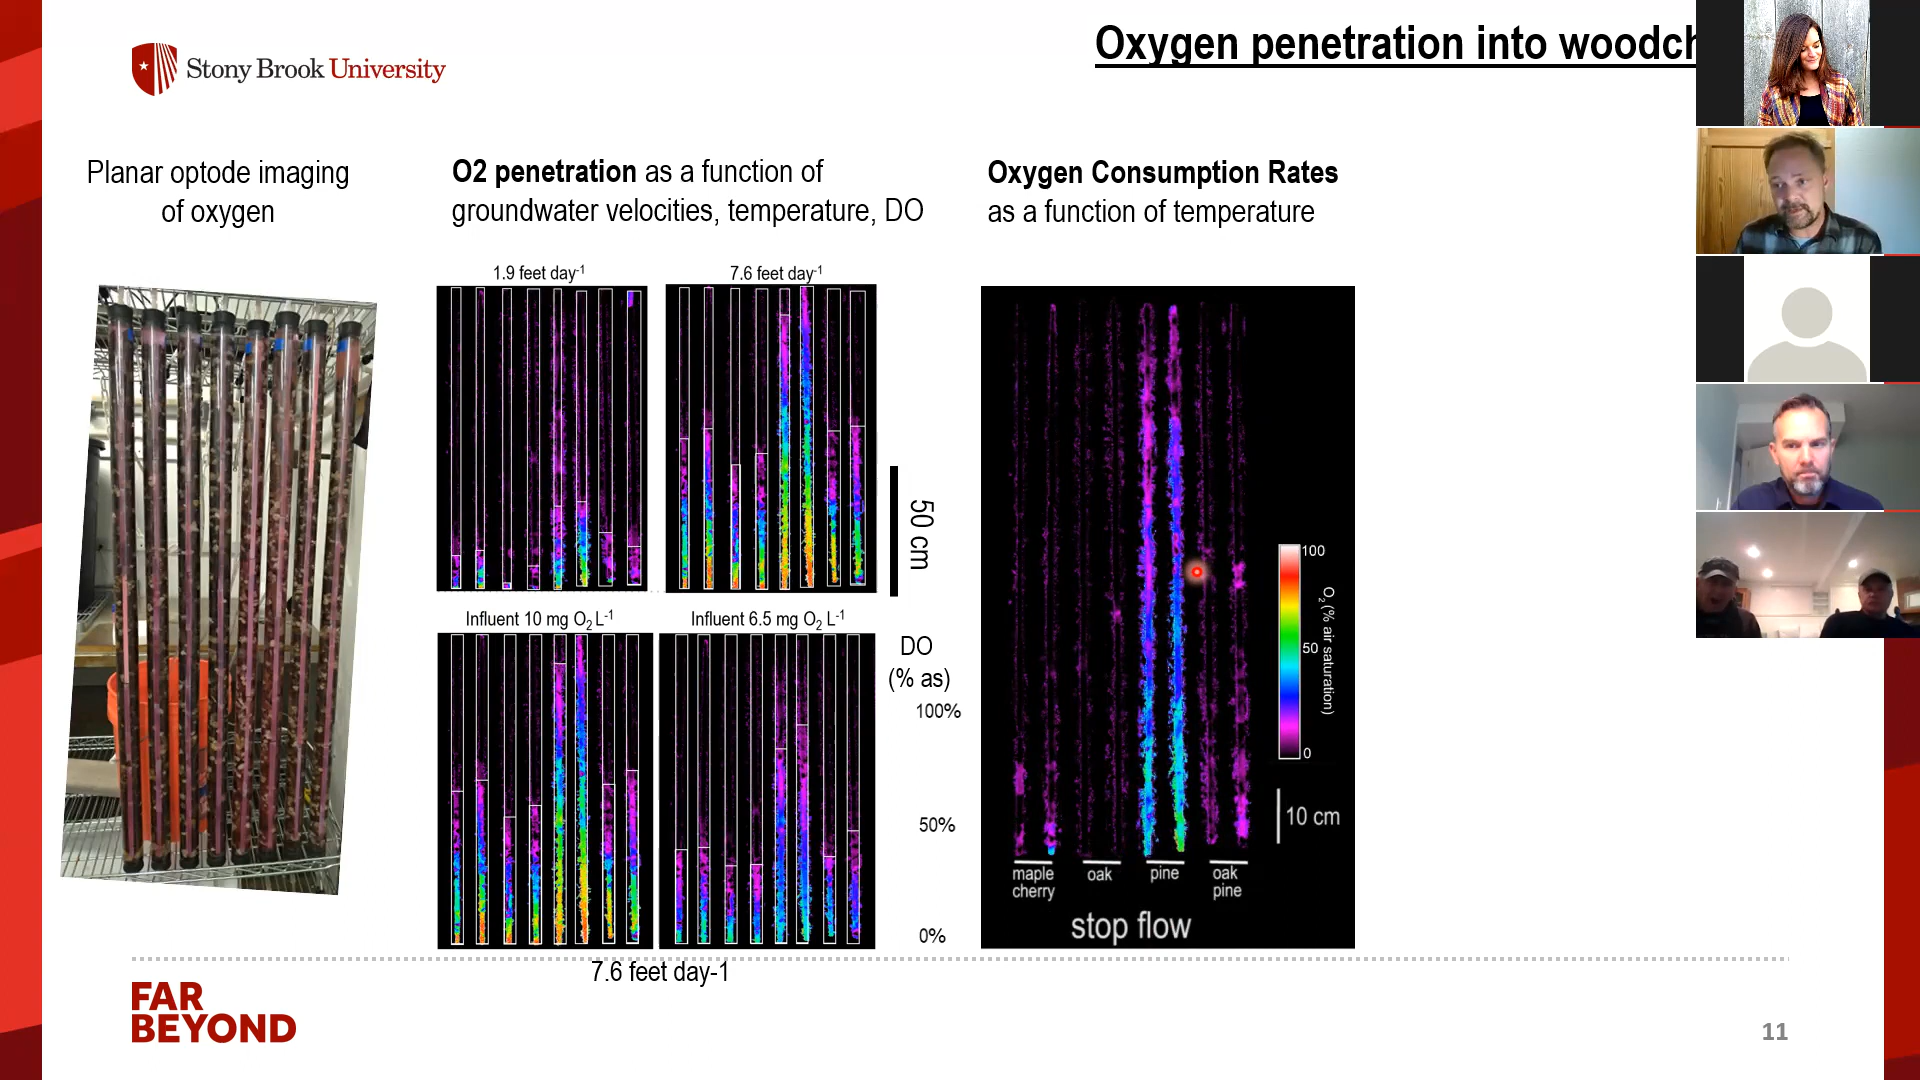 Stony Brook University
Oxygen penetration into woodch
Planar optode imaging
of oxygen
O2 penetration as a function of
groundwater velocities, temperature, DO
Oxygen Consumption Rates
as a function of temperature
1.9 feet day-1
7.6 feet day-1
50 cm
Influent 10 mg O2 L-1
Influent 6.5 mg O2 L-1
DO
(% as)
100%
50%
0%
7.6 feet day-1
100
50
0
O2 (% air saturation)
10 cm
maple
cherry
oak
pine
oak
pine
stop flow
FAR
BEYOND
11